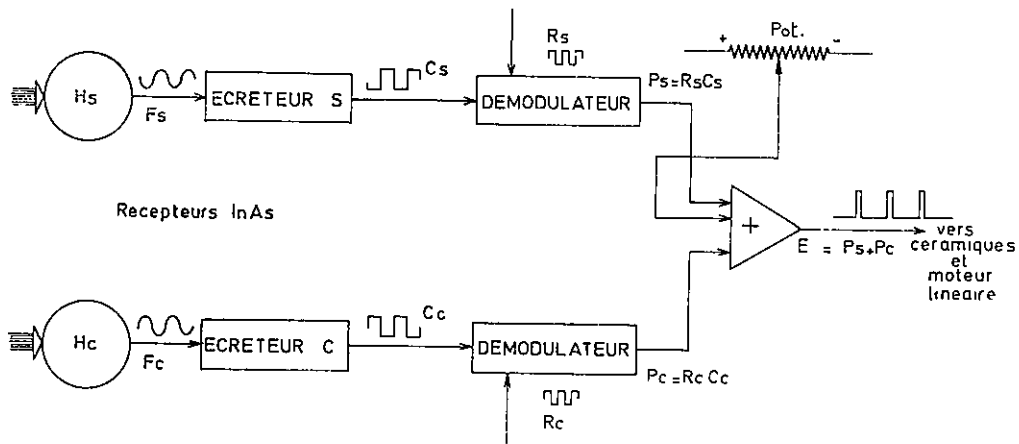 Rs
Pot.
+ -
Hs
Fs
ECRETEUR S
Cs
DEMODULATEUR
Ps=RsCs
Recepteurs InAs
+
E = Ps+Pc
vers
ceramiques
et
moteur
lineaire
Hc
Fc
ECRETEUR C
Cc
DEMODULATEUR
Pc=RcCc
Rc